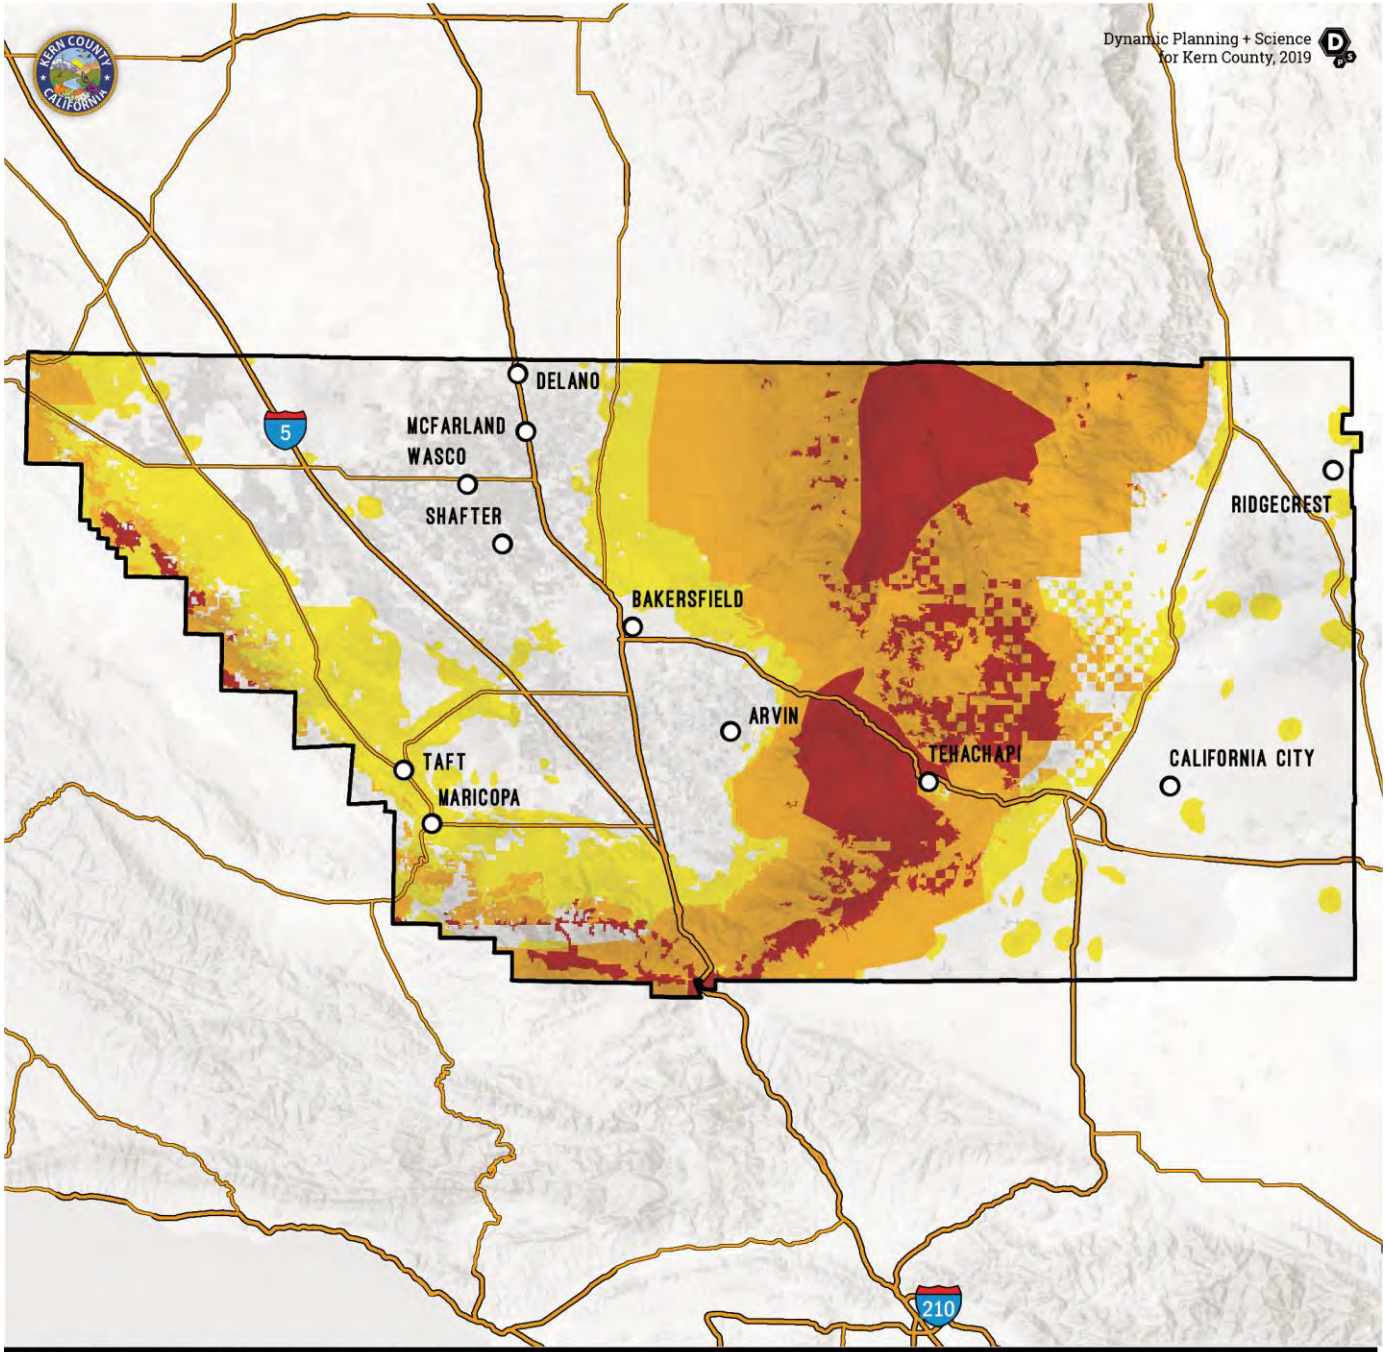 KERN COUNTY
CALIFORNIA
Dynamic Planning + Science
for Kern County, 2019
D
P
S
DELANO
5
MCFARLAND
WASCO
SHAFTER
RIDGECREST
BAKERSFIELD
ARVIN
TAFT
TEHACHAPI
CALIFORNIA CITY
MARICOPA
210